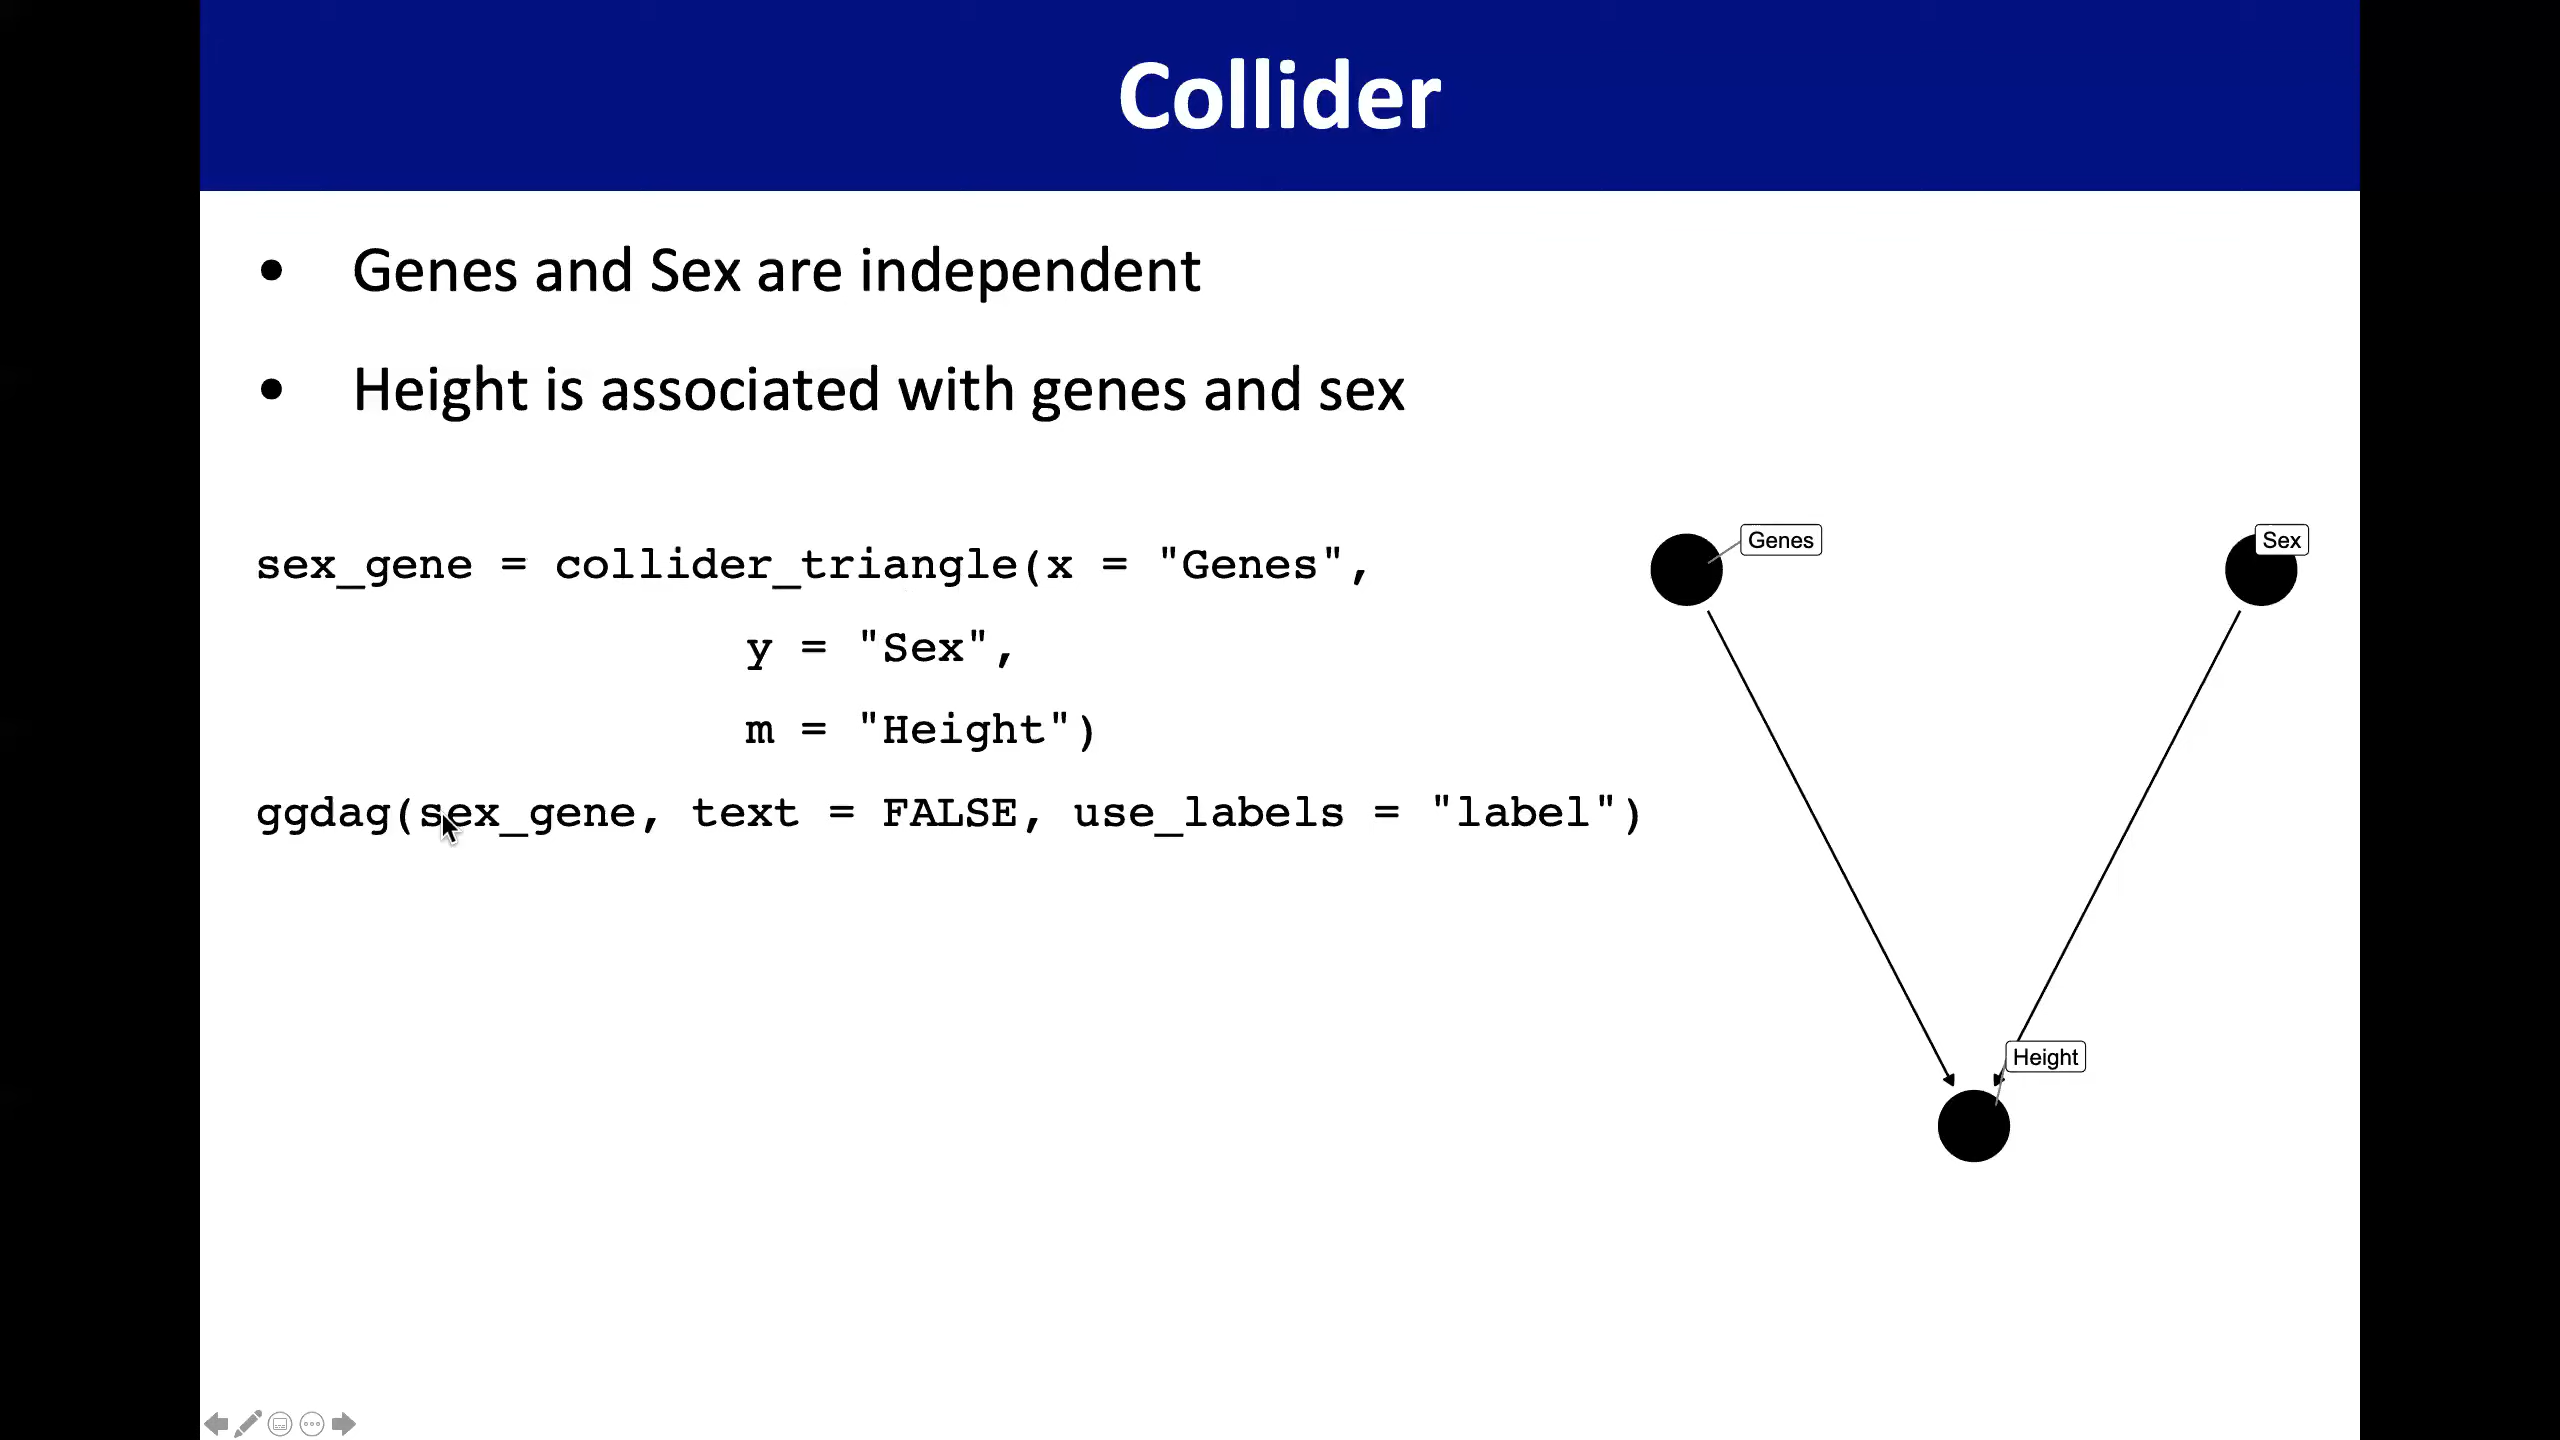 Collider
• Genes and Sex are independent
• Height is associated with genes and sex
sex_gene = collider_triangle(x = "Genes",
y = "Sex",
m = "Height")
ggdag(sex_gene, text = FALSE, use_labels = "label")
Genes
Sex
Height